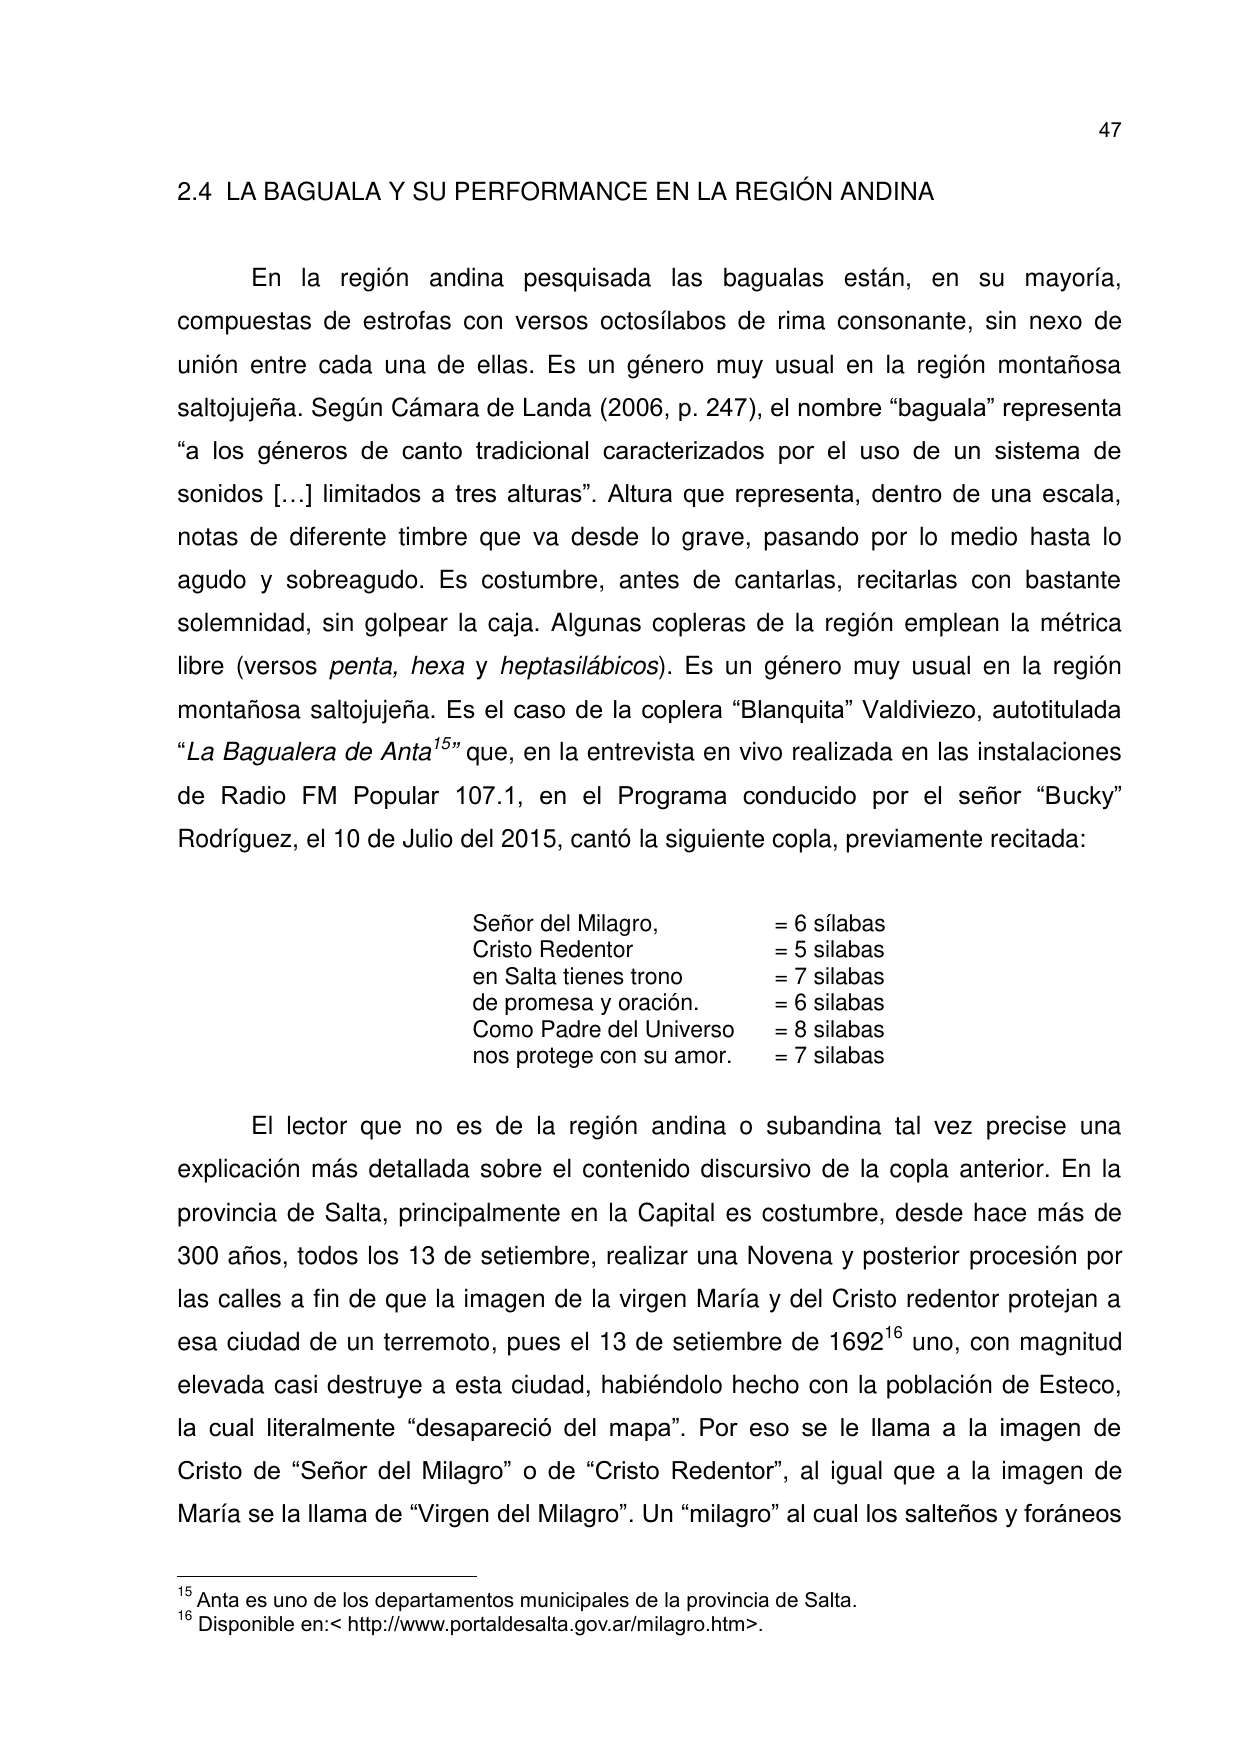 47
2.4 LA BAGUALA Y SU PERFORMANCE EN LA REGIÓN ANDINA
En la región andina pesquisada las bagualas están, en su mayoría,
compuestas de estrofas con versos octosílabos de rima consonante, sin nexo de
unión entre cada una de ellas. Es un género muy usual en la región montañosa
saltojujeña. Según Cámara de Landa (2006, p. 247), el nombre “baguala” representa
“a los géneros de canto tradicional caracterizados por el uso de un sistema de
sonidos […] limitados a tres alturas”. Altura que representa, dentro de una escala,
notas de diferente timbre que va desde lo grave, pasando por lo medio hasta lo
agudo y sobreagudo. Es costumbre, antes de cantarlas, recitarlas con bastante
solemnidad, sin golpear la caja. Algunas copleras de la región emplean la métrica
libre (versos penta, hexa y heptasilábicos). Es un género muy usual en la región
montañosa saltojujeña. Es el caso de la coplera “Blanquita” Valdiviezo, autotitulada
“La Bagualera de Anta15” que, en la entrevista en vivo realizada en las instalaciones
de Radio FM Popular 107.1, en el Programa conducido por el señor “Bucky”
Rodríguez, el 10 de Julio del 2015, cantó la siguiente copla, previamente recitada:
Señor del Milagro, = 6 sílabas
Cristo Redentor = 5 silabas
en Salta tienes trono = 7 silabas
de promesa y oración. = 6 silabas
Como Padre del Universo = 8 silabas
nos protege con su amor. = 7 silabas
El lector que no es de la región andina o subandina tal vez precise una
explicación más detallada sobre el contenido discursivo de la copla anterior. En la
provincia de Salta, principalmente en la Capital es costumbre, desde hace más de
300 años, todos los 13 de setiembre, realizar una Novena y posterior procesión por
las calles a fin de que la imagen de la virgen María y del Cristo redentor protejan a
esa ciudad de un terremoto, pues el 13 de setiembre de 169216 uno, con magnitud
elevada casi destruye a esta ciudad, habiéndolo hecho con la población de Esteco,
la cual literalmente “desapareció del mapa”. Por eso se le llama a la imagen de
Cristo de “Señor del Milagro” o de “Cristo Redentor”, al igual que a la imagen de
María se la llama de “Virgen del Milagro”. Un “milagro” al cual los salteños y foráneos
15 Anta es uno de los departamentos municipales de la provincia de Salta.
16 Disponible en:< http://www.portaldesalta.gov.ar/milagro.htm>.